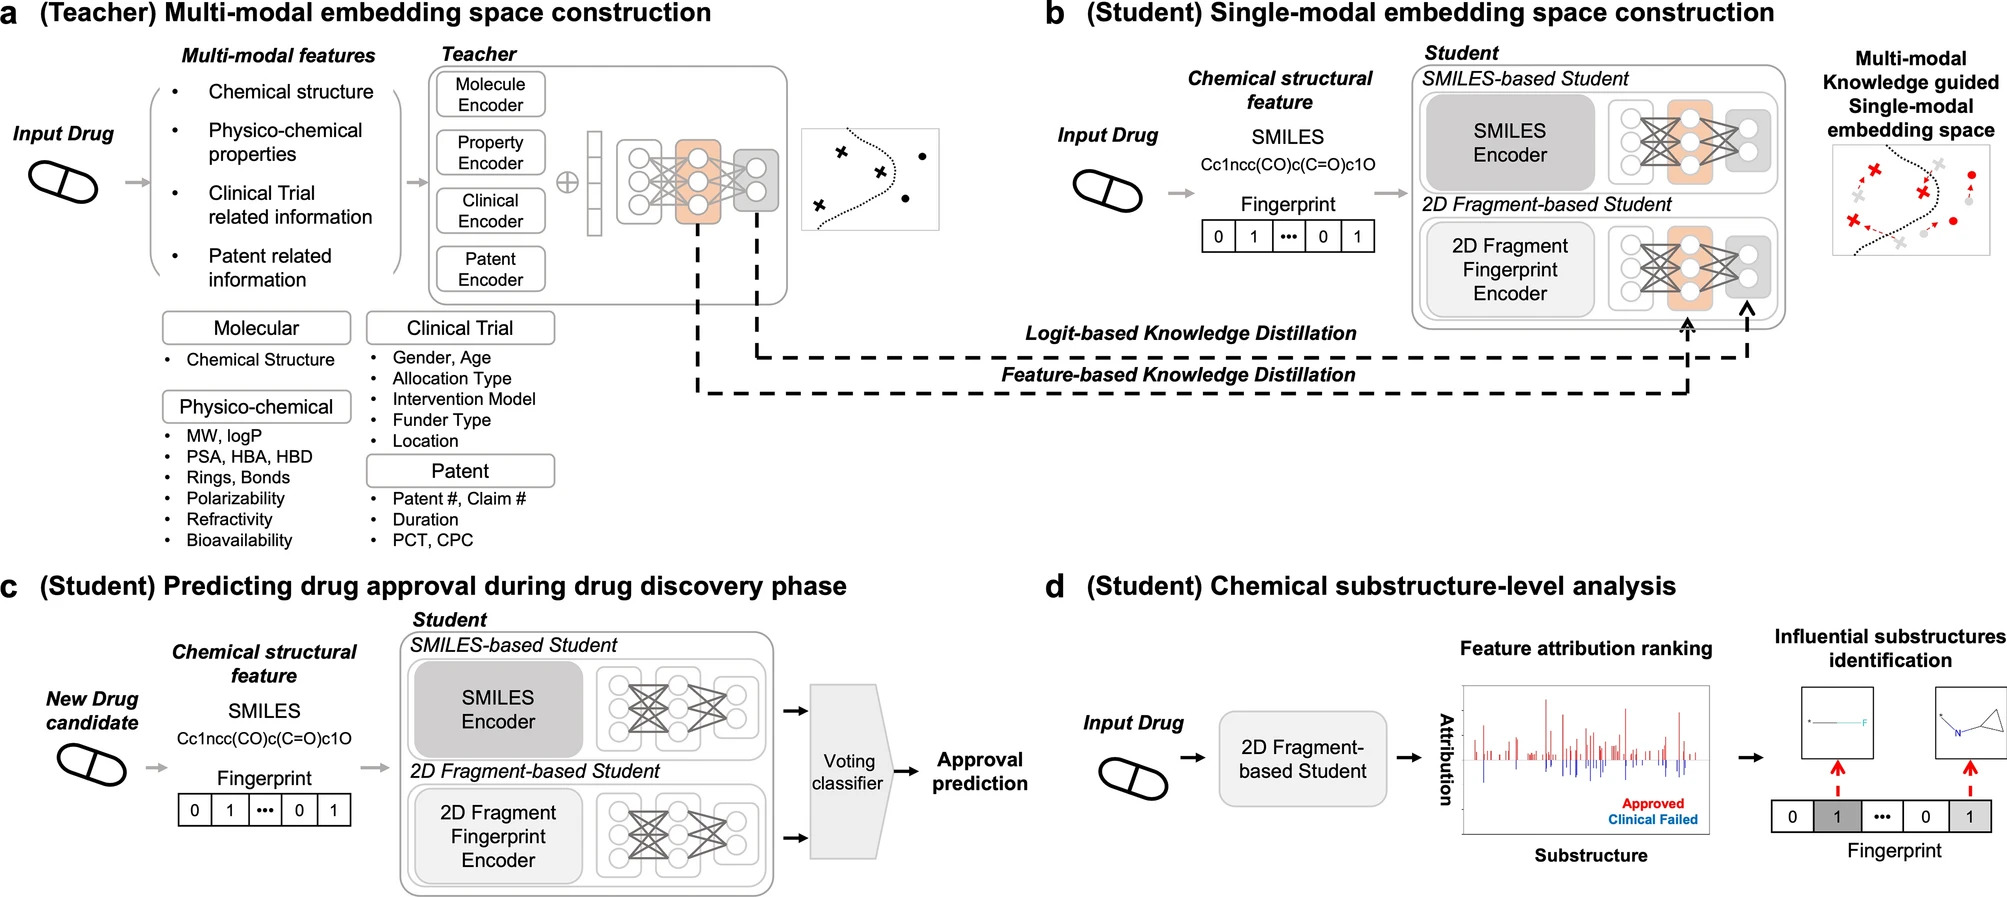 a (Teacher) Multi-modal embedding space construction
Multi-modal features
Teacher
Input Drug
• Chemical structure
• Physico-chemical
properties
• Clinical Trial
related information
• Patent related
information
Molecule
Encoder
Property
Encoder
Clinical
Encoder
Patent
Encoder
Molecular
• Chemical Structure
Physico-chemical
• MW, logP
• PSA, HBA, HBD
• Rings, Bonds
• Polarizability
• Refractivity
• Bioavailability
Clinical Trial
• Gender, Age
• Allocation Type
• Intervention Model
• Funder Type
• Location
Patent
• Patent #, Claim #
• Duration
• PCT, CPC
b (Student) Single-modal embedding space construction
Input Drug
Chemical structural
feature
SMILES
Cc1ncc(CO)c(C=O)c1O
Fingerprint
0 1 ••• 0 1
Student
SMILES-based Student
SMILES
Encoder
2D Fragment-based Student
2D Fragment
Fingerprint
Encoder
Multi-modal
Knowledge guided
Single-modal
embedding space
Logit-based Knowledge Distillation
Feature-based Knowledge Distillation
c (Student) Predicting drug approval during drug discovery phase
New Drug
candidate
Chemical structural
feature
SMILES
Cc1ncc(CO)c(C=O)c1O
Fingerprint
0 1 ••• 0 1
Student
SMILES-based Student
SMILES
Encoder
2D Fragment-based Student
2D Fragment
Fingerprint
Encoder
Voting
classifier
Approval
prediction
d (Student) Chemical substructure-level analysis
Input Drug
2D Fragment-
based Student
Feature attribution ranking
Attribution
Approved
Clinical Failed
Substructure
Influential substructures
identification
* F
* N
0 1 ••• 0 1
Fingerprint